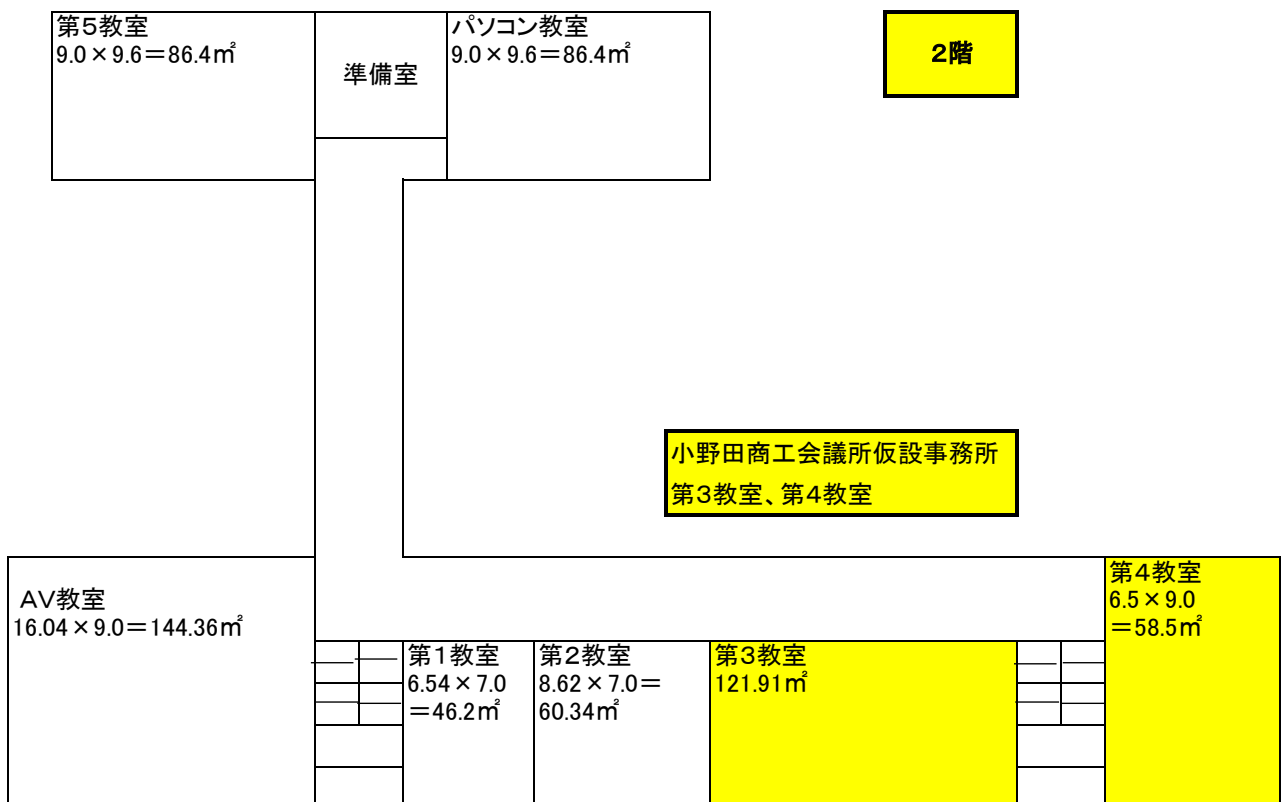 第5教室
9.0×9.6=86.4㎡
準備室
パソコン教室
9.0×9.6=86.4㎡
2階
小野田商工会議所仮設事務所
第3教室、第4教室
AV教室
16.04×9.0=144.36㎡
第1教室
6.54×7.0
=46.2㎡
第2教室
8.62×7.0=
60.34㎡
第3教室
121.91㎡
第4教室
6.5×9.0
=58.5㎡